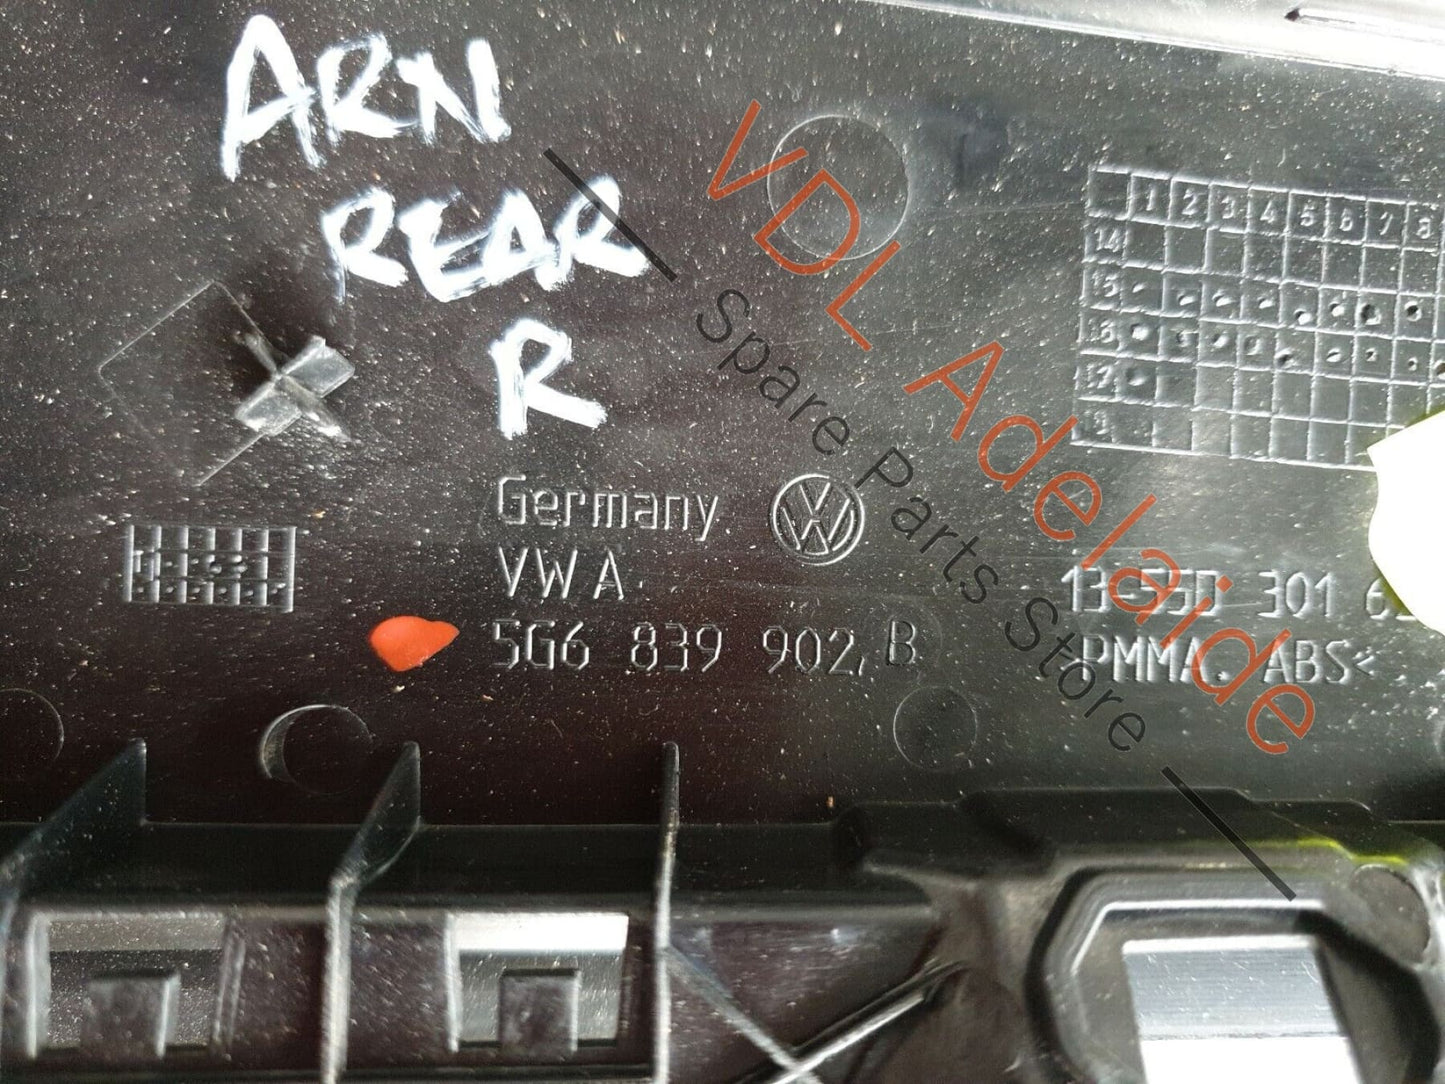 ARN
REAR
R
VDL Adelaide
Spare Parts Store
1 2 3 4 5 6 7 8
14
15
16
17
Germany
VW A
5G6 839 902 B
301
>PMMA. ABS<